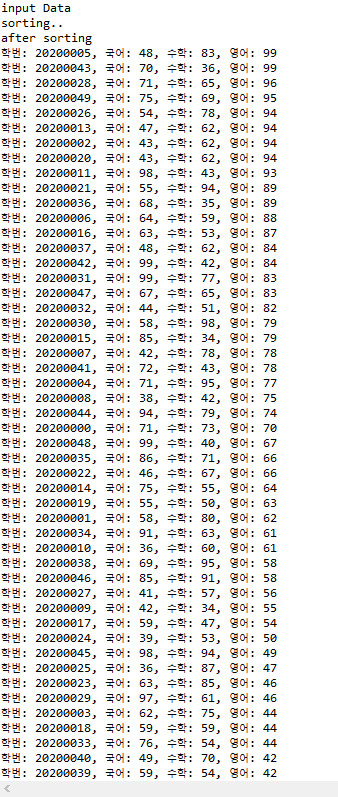 input Data
sorting..
after sorting
학번: 20200005, 국어: 48, 수학: 83, 영어: 99
학번: 20200043, 국어: 70, 수학: 36, 영어: 99
학번: 20200028, 국어: 71, 수학: 65, 영어: 96
학번: 20200049, 국어: 75, 수학: 69, 영어: 95
학번: 20200026, 국어: 54, 수학: 78, 영어: 94
학번: 20200013, 국어: 47, 수학: 62, 영어: 94
학번: 20200002, 국어: 43, 수학: 62, 영어: 94
학번: 20200020, 국어: 43, 수학: 62, 영어: 94
학번: 20200011, 국어: 98, 수학: 43, 영어: 93
학번: 20200021, 국어: 55, 수학: 94, 영어: 89
학번: 20200036, 국어: 68, 수학: 35, 영어: 89
학번: 20200006, 국어: 64, 수학: 59, 영어: 88
학번: 20200016, 국어: 63, 수학: 53, 영어: 87
학번: 20200037, 국어: 48, 수학: 62, 영어: 84
학번: 20200042, 국어: 99, 수학: 42, 영어: 84
학번: 20200031, 국어: 99, 수학: 77, 영어: 83
학번: 20200047, 국어: 67, 수학: 65, 영어: 83
학번: 20200032, 국어: 44, 수학: 51, 영어: 82
학번: 20200030, 국어: 58, 수학: 98, 영어: 79
학번: 20200015, 국어: 85, 수학: 34, 영어: 79
학번: 20200007, 국어: 42, 수학: 78, 영어: 78
학번: 20200041, 국어: 72, 수학: 43, 영어: 78
학번: 20200004, 국어: 71, 수학: 95, 영어: 77
학번: 20200008, 국어: 38, 수학: 42, 영어: 75
학번: 20200044, 국어: 94, 수학: 79, 영어: 74
학번: 20200000, 국어: 71, 수학: 73, 영어: 70
학번: 20200048, 국어: 99, 수학: 40, 영어: 67
학번: 20200035, 국어: 86, 수학: 71, 영어: 66
학번: 20200022, 국어: 46, 수학: 67, 영어: 66
학번: 20200014, 국어: 75, 수학: 55, 영어: 64
학번: 20200019, 국어: 55, 수학: 50, 영어: 63
학번: 20200001, 국어: 58, 수학: 80, 영어: 62
학번: 20200034, 국어: 91, 수학: 63, 영어: 61
학번: 20200010, 국어: 36, 수학: 60, 영어: 61
학번: 20200038, 국어: 69, 수학: 95, 영어: 58
학번: 20200046, 국어: 85, 수학: 91, 영어: 58
학번: 20200027, 국어: 41, 수학: 57, 영어: 56
학번: 20200009, 국어: 42, 수학: 34, 영어: 55
학번: 20200017, 국어: 59, 수학: 47, 영어: 54
학번: 20200024, 국어: 39, 수학: 53, 영어: 50
학번: 20200045, 국어: 98, 수학: 94, 영어: 49
학번: 20200025, 국어: 36, 수학: 87, 영어: 47
학번: 20200023, 국어: 63, 수학: 85, 영어: 46
학번: 20200029, 국어: 97, 수학: 61, 영어: 46
학번: 20200003, 국어: 62, 수학: 75, 영어: 44
학번: 20200018, 국어: 59, 수학: 59, 영어: 44
학번: 20200033, 국어: 76, 수학: 54, 영어: 44
학번: 20200040, 국어: 49, 수학: 70, 영어: 42
학번: 20200039, 국어: 59, 수학: 54, 영어: 42